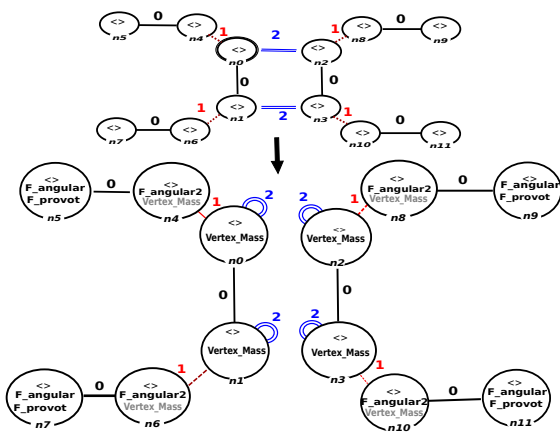 <> 0 <> 1 <> 2 <> 1 <> 0 <>
n5 n4 n0 n2 n8 n9
0 0
<> 0 <> 1 <> 2 <> 1 <> 0 <>
n7 n6 n1 n3 n10 n11
<> 0 <> 2 2 <> 0 <>
F_angular F_angular2 F_angular2 F_angular
F_provot Vertex_Mass 1 <> <> 1 Vertex_Mass F_provot
n5 n4 Vertex_Mass Vertex_Mass n8 n9
n0 n2
0 0
2 2
<> <>
Vertex_Mass Vertex_Mass
1 n1 n3 1
<> 0 <> <> 0 <>
F_angular F_angular2 F_angular2 F_angular
F_provot Vertex_Mass Vertex_Mass F_provot
n7 n6 n10 n11